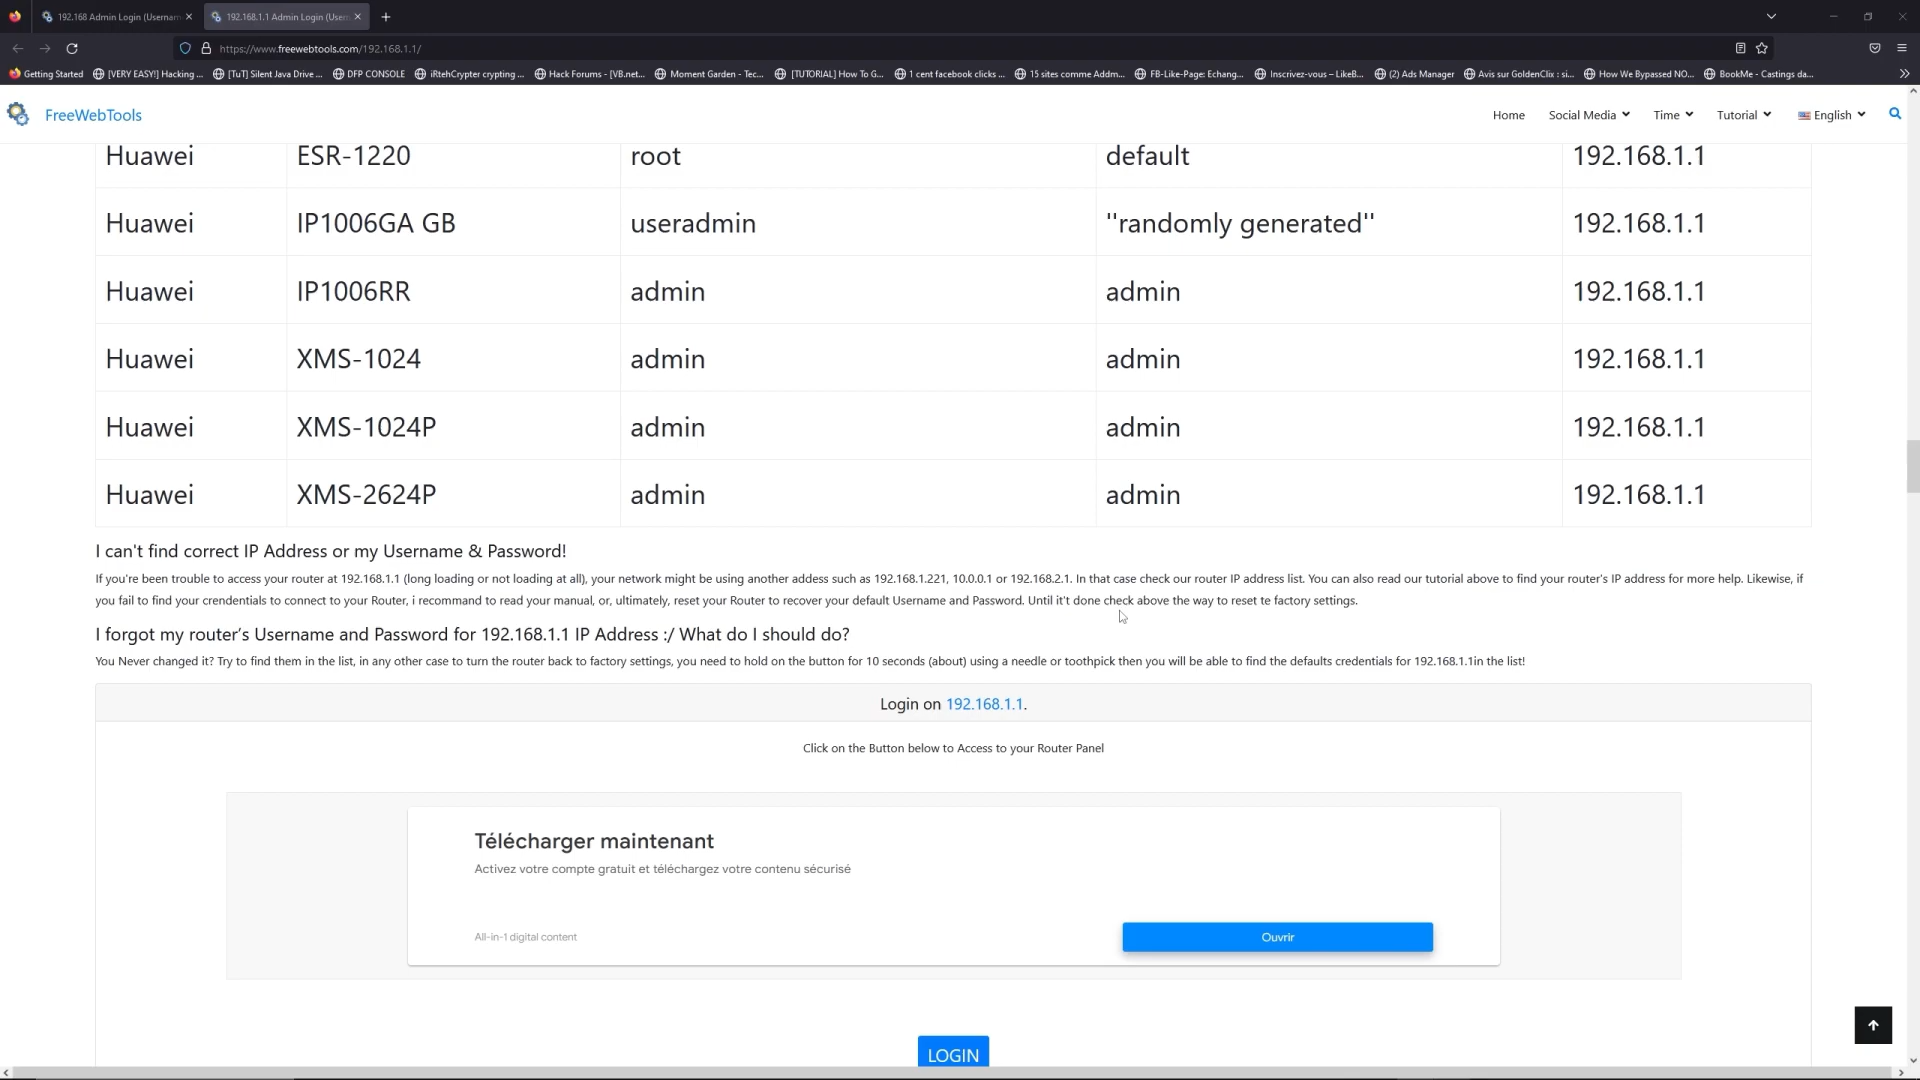 192.168 Admin Login (Usernam
192.168.1.1 Admin Login (Usern
https://www.freewebtools.com/192.168.1.1/
Getting Started [VERY EASY!] Hacking ... [TuT] Silent Java Drive ... DFP CONSOLE iRtehCrypter crypting ... Hack Forums - [VB.net... Moment Garden - Tec... [TUTORIAL] How To G... 1 cent facebook clicks ... 15 sites comme Addm... FB-Like-Page: Echang... Inscrivez-vous – LikeB... (2) Ads Manager Avis sur GoldenClix : si... How We Bypassed NO... BookMe - Castings da...
FreeWebTools
Home Social Media Time Tutorial English
Huawei ESR-1220 root default 192.168.1.1
Huawei IP1006GA GB useradmin ''randomly generated'' 192.168.1.1
Huawei IP1006RR admin admin 192.168.1.1
Huawei XMS-1024 admin admin 192.168.1.1
Huawei XMS-1024P admin admin 192.168.1.1
Huawei XMS-2624P admin admin 192.168.1.1
I can't find correct IP Address or my Username & Password!
If you're been trouble to access your router at 192.168.1.1 (long loading or not loading at all), your network might be using another addess such as 192.168.1.221, 10.0.0.1 or 192.168.2.1. In that case check our router IP address list. You can also read our tutorial above to find your router's IP address for more help. Likewise, if
you fail to find your crendentials to connect to your Router, i recommand to read your manual, or, ultimately, reset your Router to recover your default Username and Password. Until it't done check above the way to reset te factory settings.
I forgot my router’s Username and Password for 192.168.1.1 IP Address :/ What do I should do?
You Never changed it? Try to find them in the list, in any other case to turn the router back to factory settings, you need to hold on the button for 10 seconds (about) using a needle or toothpick then you will be able to find the defaults credentials for 192.168.1.1in the list!
Login on 192.168.1.1.
Click on the Button below to Access to your Router Panel
Télécharger maintenant
Activez votre compte gratuit et téléchargez votre contenu sécurisé
All-in-1 digital content
Ouvrir
LOGIN